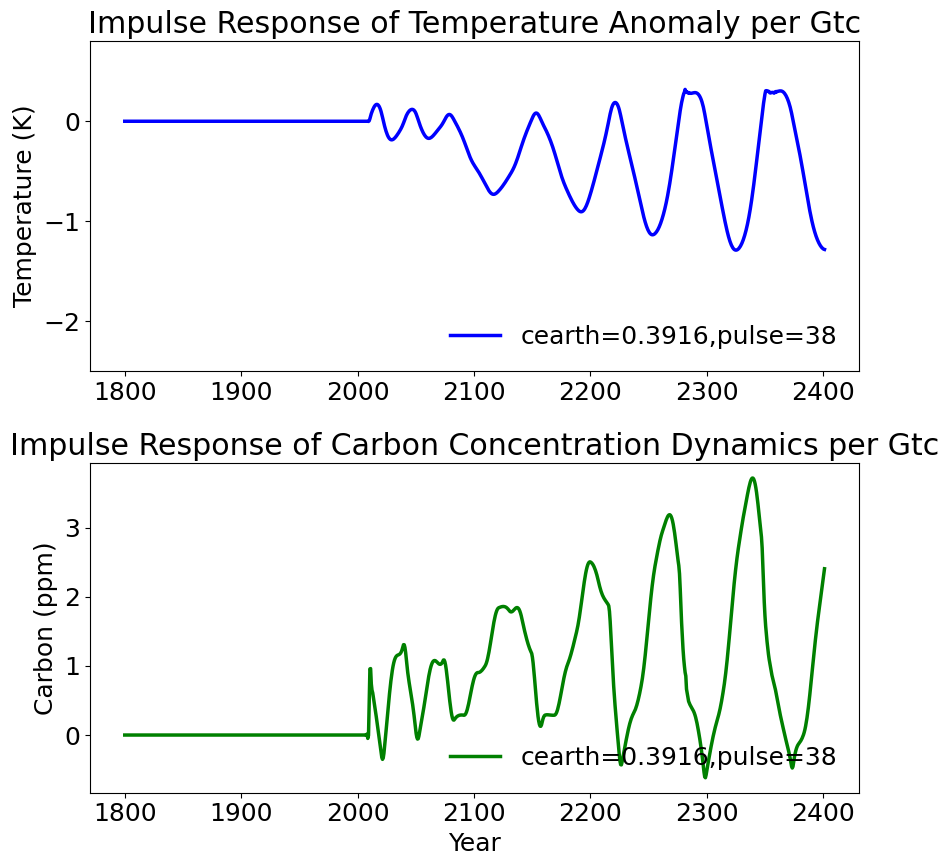 Impulse Response of Temperature Anomaly per Gtc
Temperature (K)
0
−1
−2
cearth=0.3916,pulse=38
1800 1900 2000 2100 2200 2300 2400
Impulse Response of Carbon Concentration Dynamics per Gtc
Carbon (ppm)
3
2
1
0
cearth=0.3916,pulse=38
1800 1900 2000 2100 2200 2300 2400
Year